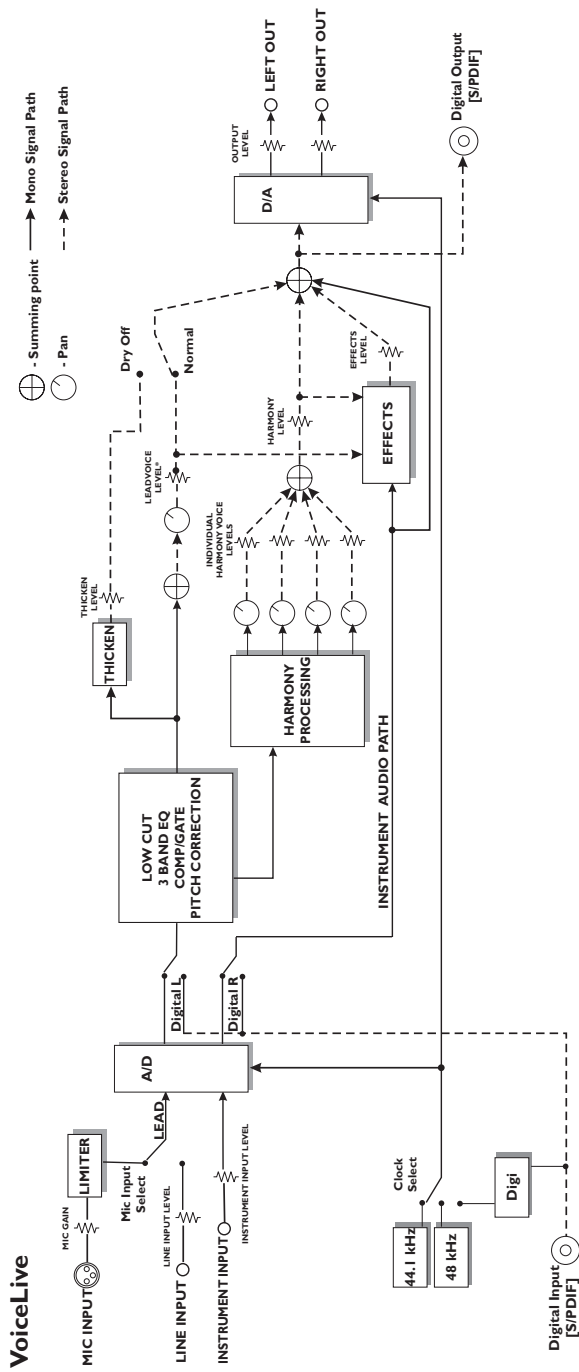 VoiceLive
- Summing point
Mono Signal Path
- Pan
Stereo Signal Path
MIC INPUT
MIC GAIN
LIMITER
Mic Input
Select
LEAD
LINE INPUT
LINE INPUT LEVEL
INSTRUMENT INPUT
INSTRUMENT INPUT LEVEL
A/D
Digital L
Digital R
LOW CUT
3 BAND EQ
COMP/GATE
PITCH CORRECTION
THICKEN
THICKEN
LEVEL
LEADVOICE
LEVEL*
Dry Off
Normal
HARMONY
PROCESSING
INDIVIDUAL
HARMONY VOICE
LEVELS
HARMONY
LEVEL
EFFECTS
EFFECTS
LEVEL
INSTRUMENT AUDIO PATH
D/A
OUTPUT
LEVEL
LEFT OUT
RIGHT OUT
Digital Output
[S/PDIF]
44.1 kHz
48 kHz
Clock
Select
Digi
Digital Input
[S/PDIF]